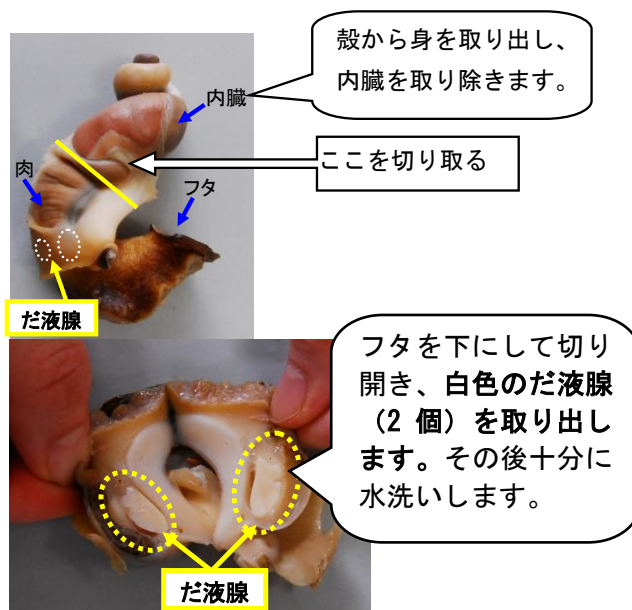 殻から身を取り出し、
内臓を取り除きます。
内臓
ここを切り取る
肉
フタ
だ液腺
フタを下にして切り
開き、白色のだ液腺
（2 個）を取り出し
ます。その後十分に
水洗いします。
だ液腺